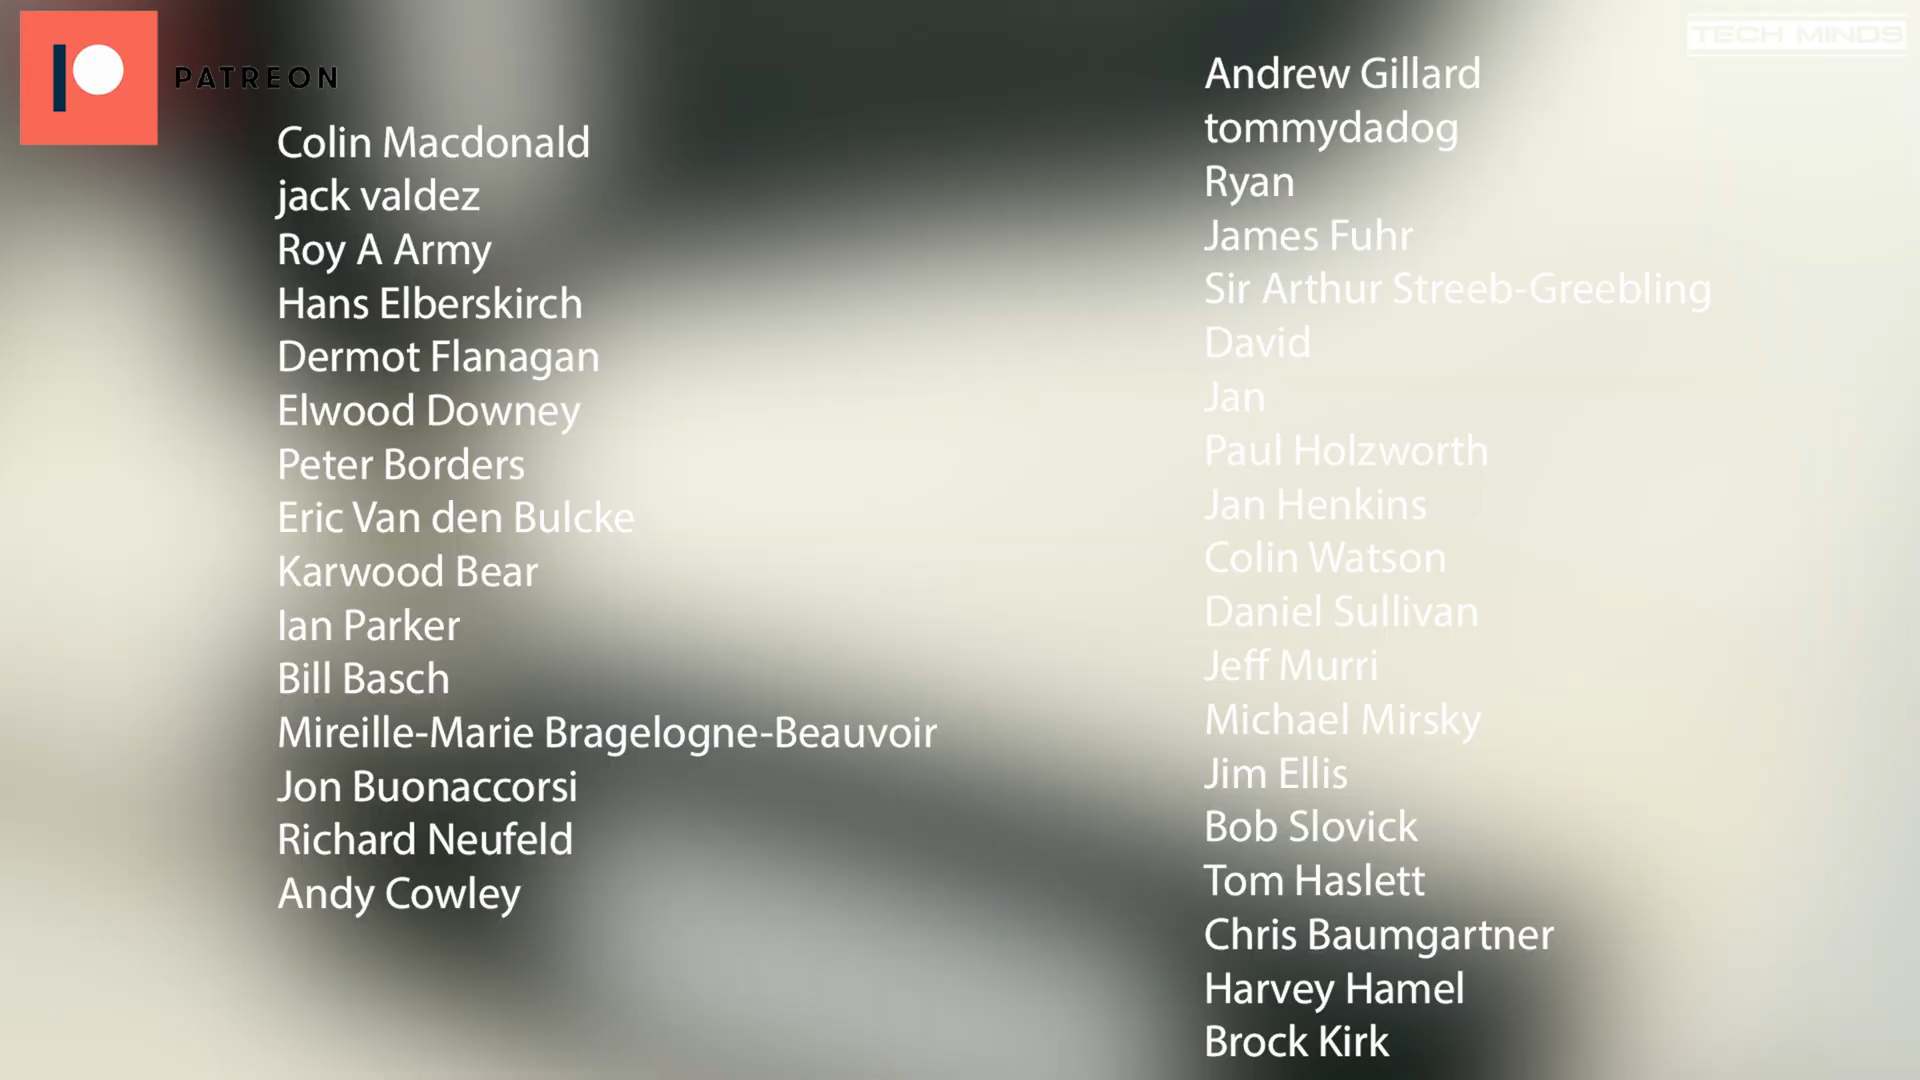 PATREON
Colin Macdonald
jack valdez
Roy A Army
Hans Elberskirch
Dermot Flanagan
Elwood Downey
Peter Borders
Eric Van den Bulcke
Karwood Bear
Ian Parker
Bill Basch
Mireille-Marie Bragelogne-Beauvoir
Jon Buonaccorsi
Richard Neufeld
Andy Cowley
TECH MINDS
Andrew Gillard
tommydadog
Ryan
James Fuhr
Sir Arthur Streeb-Greebling
David
Jan
Paul Holzworth
Jan Henkins
Colin Watson
Daniel Sullivan
Jeff Murri
Michael Mirsky
Jim Ellis
Bob Slovick
Tom Haslett
Chris Baumgartner
Harvey Hamel
Brock Kirk